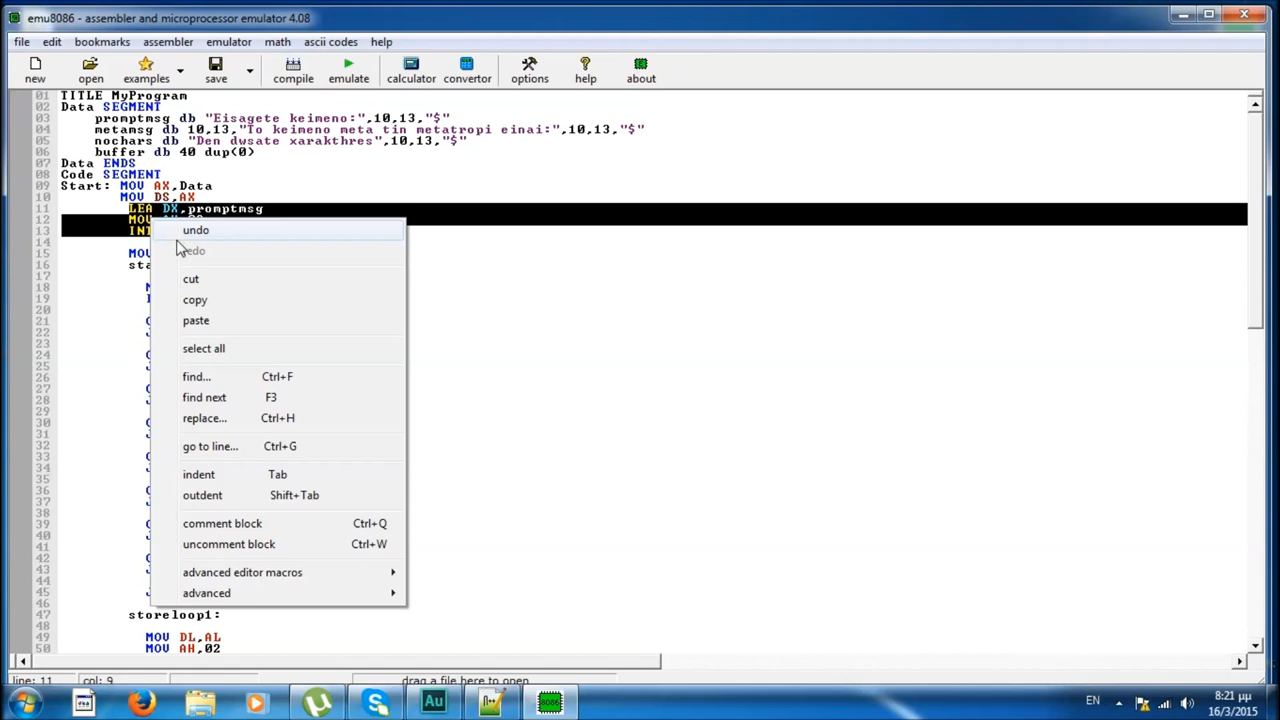 emu8086 - assembler and microprocessor emulator 4.08
file edit bookmarks assembler emulator math ascii codes help
new open examples save compile emulate calculator convertor options help about
01 TITLE MyProgram
02 Data SEGMENT
03 promptmsg db "Eisagete keimeno:",10,13,"$"
04 metamsg db 10,13,"To keimeno meta tin metatropi einai:",10,13,"$"
05 nochars db "Den dwsate xarakthres",10,13,"$"
06 buffer db 40 dup(0)
07 Data ENDS
08 Code SEGMENT
09 Start: MOV AX,Data
10 MOV DS,AX
11 LEA DX,promptmsg
12 MOV
13 INT
14
15 MOV
16 sto
17
18
19
20
21
22
23
24
25
26
27
28
29
30
31
32
33
34
35
36
37
38
39
40
41
42
43
44
45
46
47 storeloop1:
48
49 MOV DL,AL
50 MOV AH,02
undo
redo
cut
copy
paste
select all
find... Ctrl+F
find next F3
replace... Ctrl+H
go to line... Ctrl+G
indent Tab
outdent Shift+Tab
comment block Ctrl+Q
uncomment block Ctrl+W
advanced editor macros
advanced
line: 11 col: 9 drag a file here to open
Au
8086
EN
8:21 μμ
16/3/2015